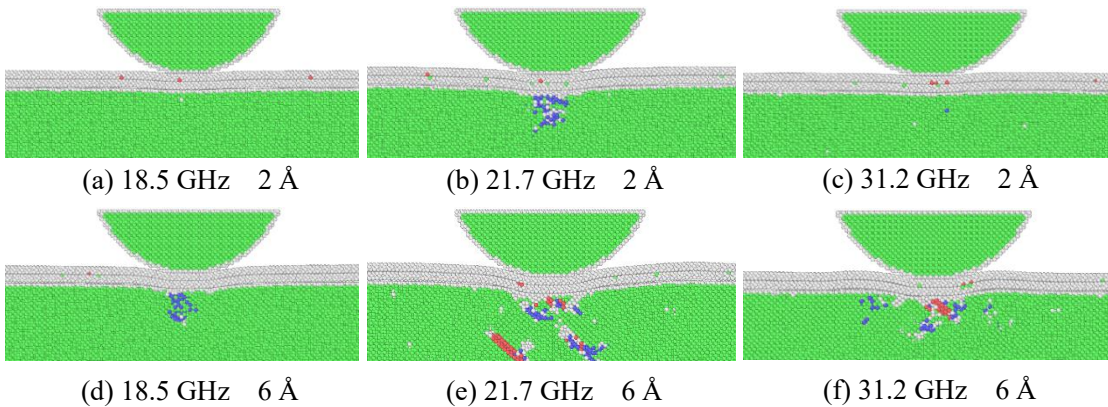 (a) 18.5 GHz 2 Å
(b) 21.7 GHz 2 Å
(c) 31.2 GHz 2 Å
(d) 18.5 GHz 6 Å
(e) 21.7 GHz 6 Å
(f) 31.2 GHz 6 Å